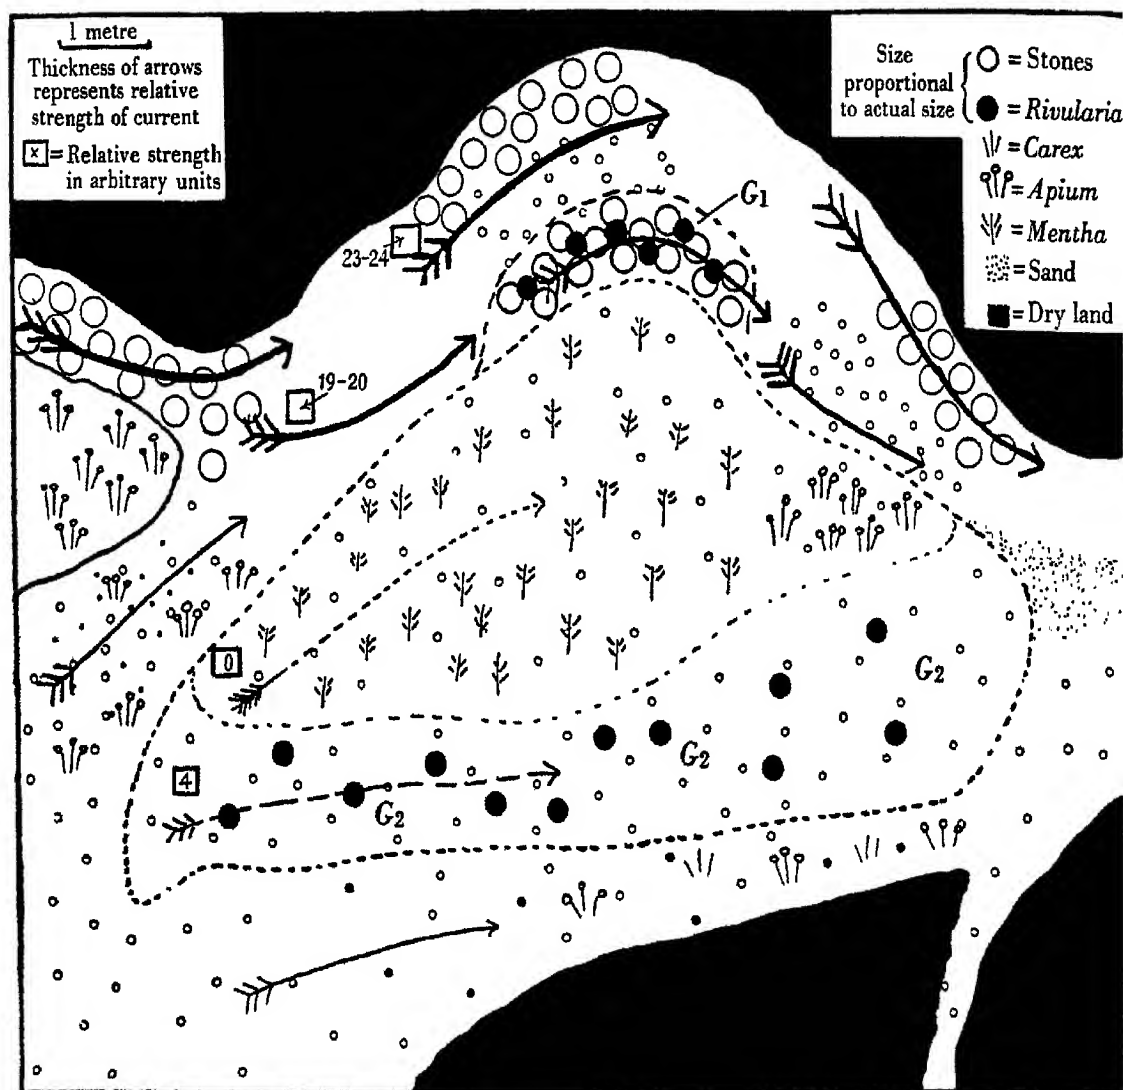 1 metre
Thickness of arrows
represents relative
strength of current
x = Relative strength
in arbitrary units
Size
proportional
to actual size
= Stones
= Rivularia
= Carex
= Apium
= Mentha
= Sand
= Dry land
G1
23-24
19-20
0
G2
G2
4
G2